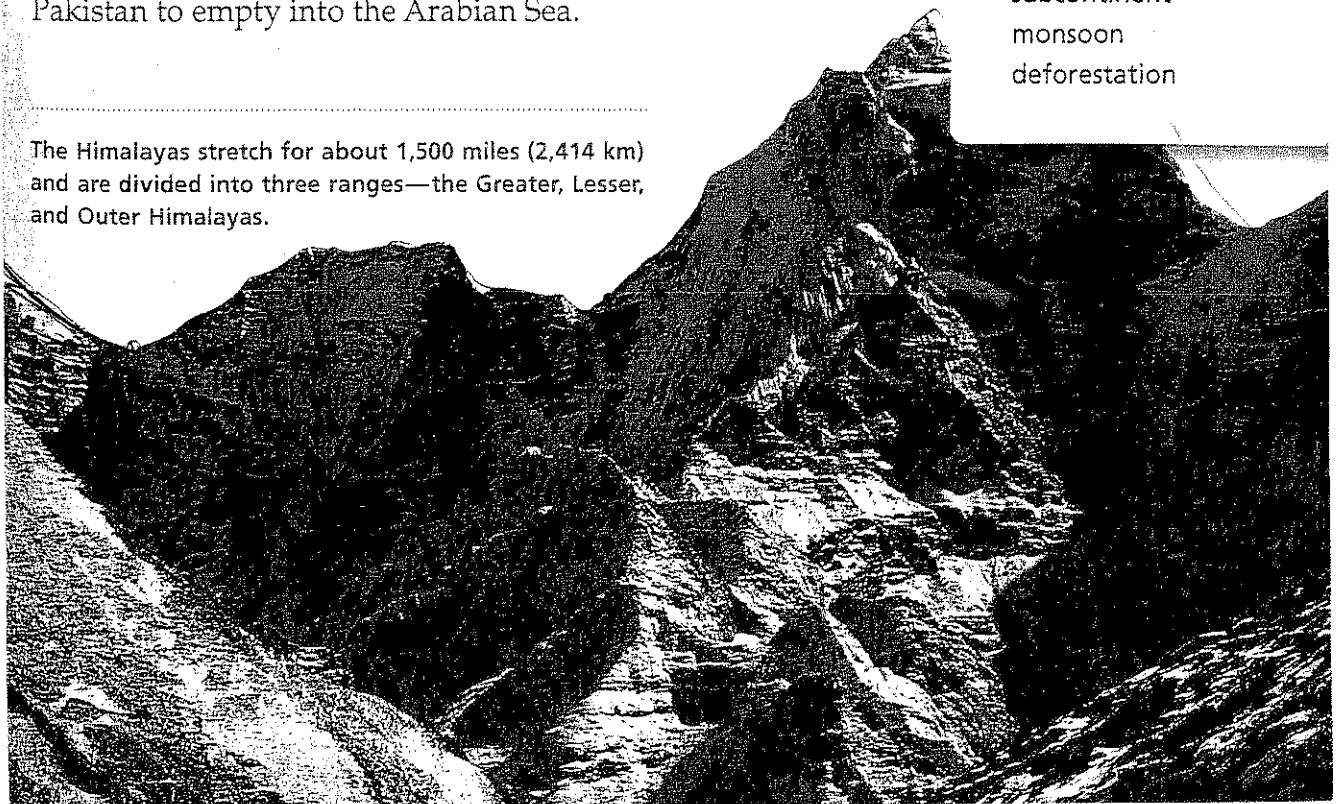 Pakistan to empty into the Arabian Sea.
The Himalayas stretch for about 1,500 miles (2,414 km)
and are divided into three ranges—the Greater, Lesser,
and Outer Himalayas.
monsoon
deforestation